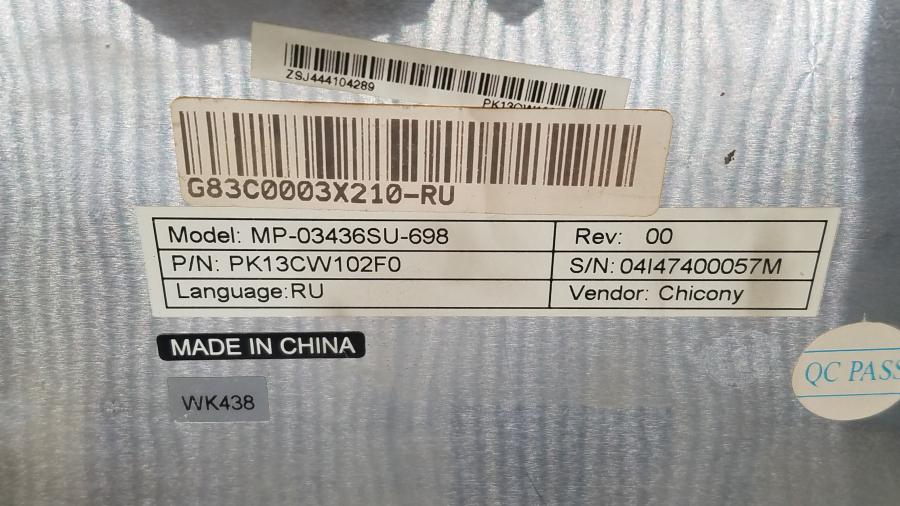 ZSJ444104289
G83C0003X210-RU
Model: MP-03436SU-698 Rev: 00
P/N: PK13CW102F0 S/N: 04I47400057M
Language:RU Vendor: Chicony
MADE IN CHINA
QC PASS
WK438